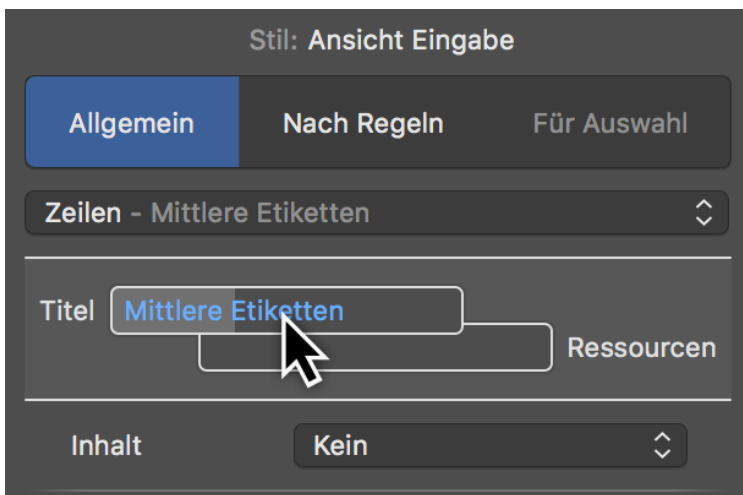 Stil: Ansicht Eingabe
Allgemein Nach Regeln Für Auswahl
Zeilen - Mittlere Etiketten
Titel Mittlere Etiketten
Ressourcen
Inhalt Kein